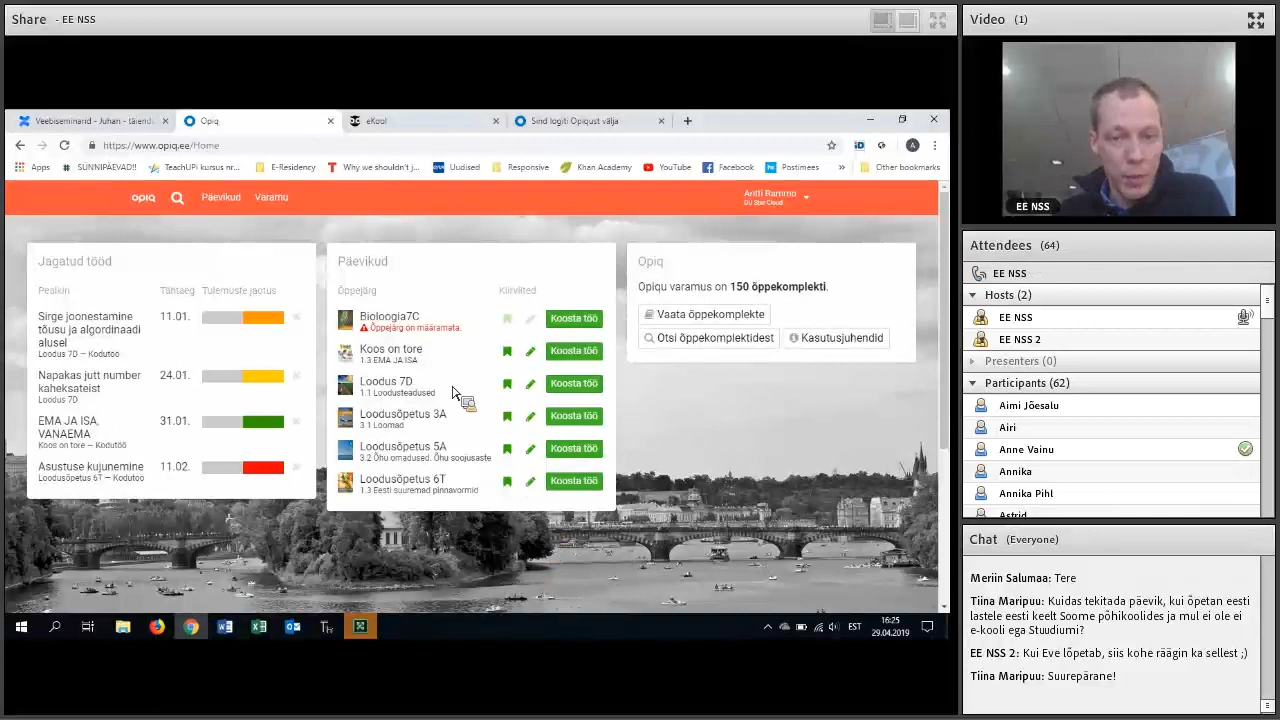 Share - EE NSS
Veebiseminarid - Juhan - täienda
Opiq
eKool
Sind logiti Opiqust välja
https://www.opiq.ee/Home
Apps
SÜNNIPÄEVAD!!
TeachUPi kursus nr...
E-Residency
Why we shouldn't j...
Uudised
Responsive
Khan Academy
YouTube
Facebook
Postimees
Other bookmarks
opiq Päevikud Varamu
Antti Rammo
DU Star Cloud
Jagatud tööd
Pealkiri Tähtaeg Tulemuste jaotus
Sirge joonestamine tõusu ja algordinaadi alusel
11.01.
Loodus 7D — Kodutöö
Napakas jutt number kaheksateist
24.01.
Loodus 7D
EMA JA ISA, VANAEMA
31.01.
Koos on tore — Kodutöö
Asustuse kujunemine
11.02.
Loodusõpetus 6T — Kodutöö
Päevikud
Õppejärg Kiirviited
Bioloogia7C
Õppejärg on määramata.
Koosta töö
Koos on tore
1.3 EMA JA ISA
Koosta töö
Loodus 7D
1.1 Loodusteadused
Koosta töö
Loodusõpetus 3A
3.1 Loomad
Koosta töö
Loodusõpetus 5A
3.2 Õhu omadused. Õhu soojusaste
Koosta töö
Loodusõpetus 6T
1.3 Eesti suuremad pinnavormid
Koosta töö
Opiq
Opiqu varamus on 150 õppekomplekti.
Vaata õppekomplekte
Otsi õppekomplektidest
Kasutusjuhendid
EST
16:25
29.04.2019
Video (1)
EE NSS
Attendees (64)
EE NSS
Hosts (2)
EE NSS
EE NSS 2
Presenters (0)
Participants (62)
Aimi Jõesalu
Airi
Anne Vainu
Annika
Annika Pihl
Astrid
Chat (Everyone)
Meriin Salumaa: Tere
Tiina Maripuu: Kuidas tekitada päevik, kui õpetan eesti
lastele eesti keelt Soome põhikoolides ja mul ei ole ei
e-kooli ega Stuudiumi?
EE NSS 2: Kui Eve lõpetab, siis kohe räägin ka sellest ;)
Tiina Maripuu: Suurepärane!